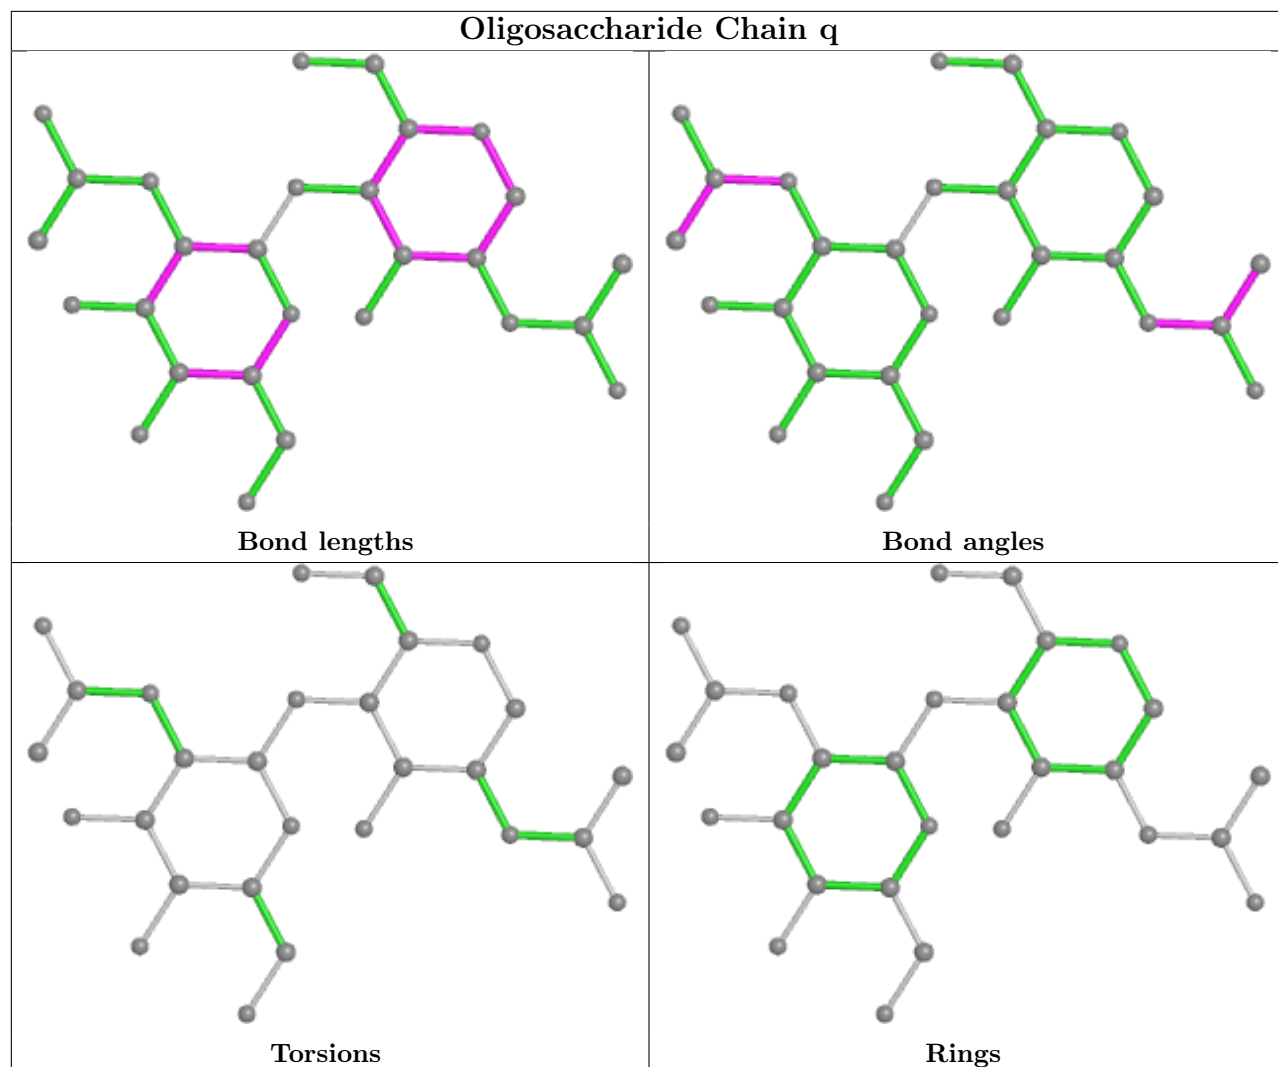 Oligosaccharide Chain q
Bond lengths
Bond angles
Torsions
Rings